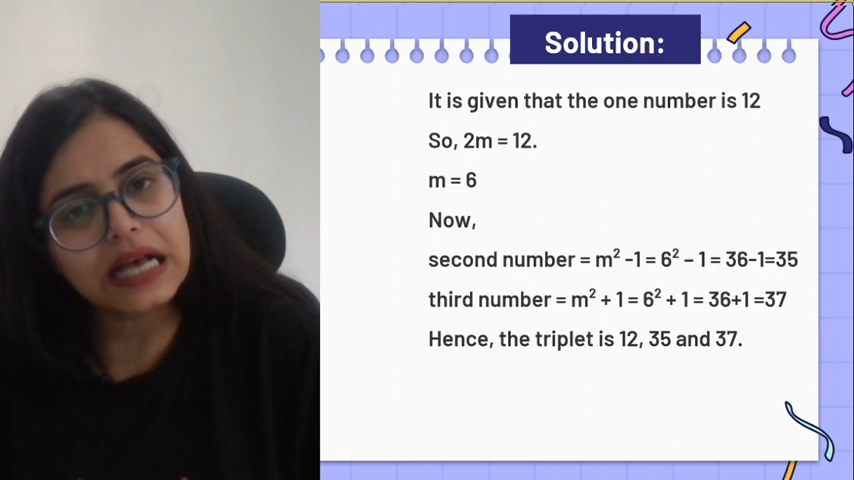 Solution:
It is given that the one number is 12
So, 2m = 12.
m = 6
Now,
second number = m² -1 = 6² – 1 = 36-1=35
third number = m² + 1 = 6² + 1 = 36+1 =37
Hence, the triplet is 12, 35 and 37.